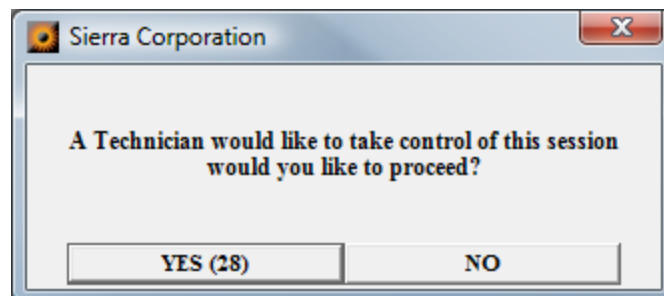 Sierra Corporation
A Technician would like to take control of this session
would you like to proceed?
YES (28)
NO